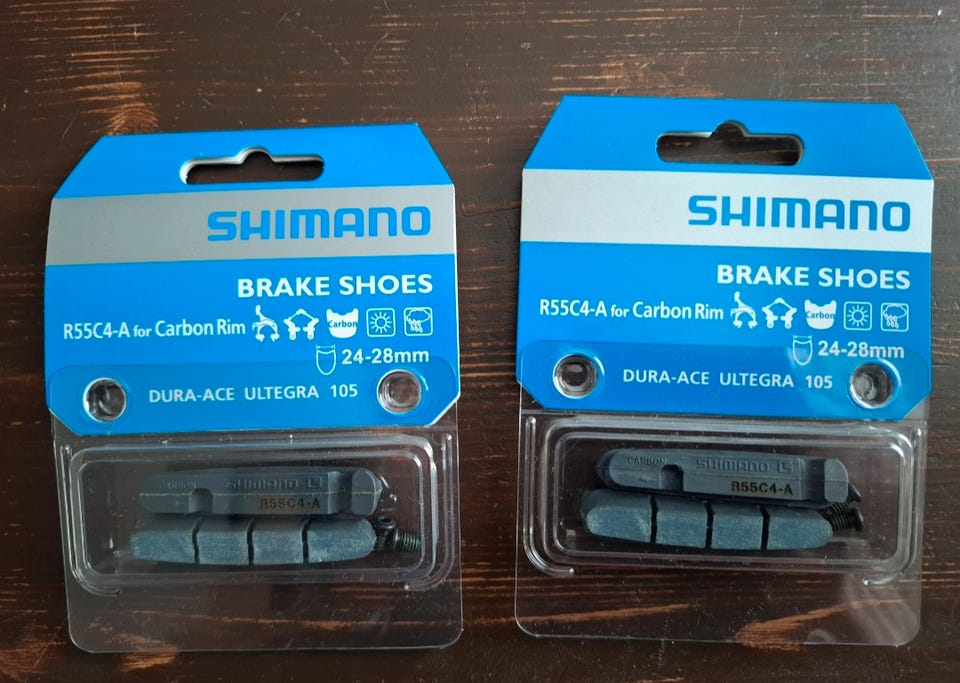 SHIMANO
BRAKE SHOES
R55C4-A for Carbon Rim
Carbon
24-28mm
DURA-ACE ULTEGRA 105
CARBON SHIMANO L
R55C4-A
SHIMANO
BRAKE SHOES
R55C4-A for Carbon Rim
Carbon
24-28mm
DURA-ACE ULTEGRA 105
CARBON SHIMANO L
R55C4-A